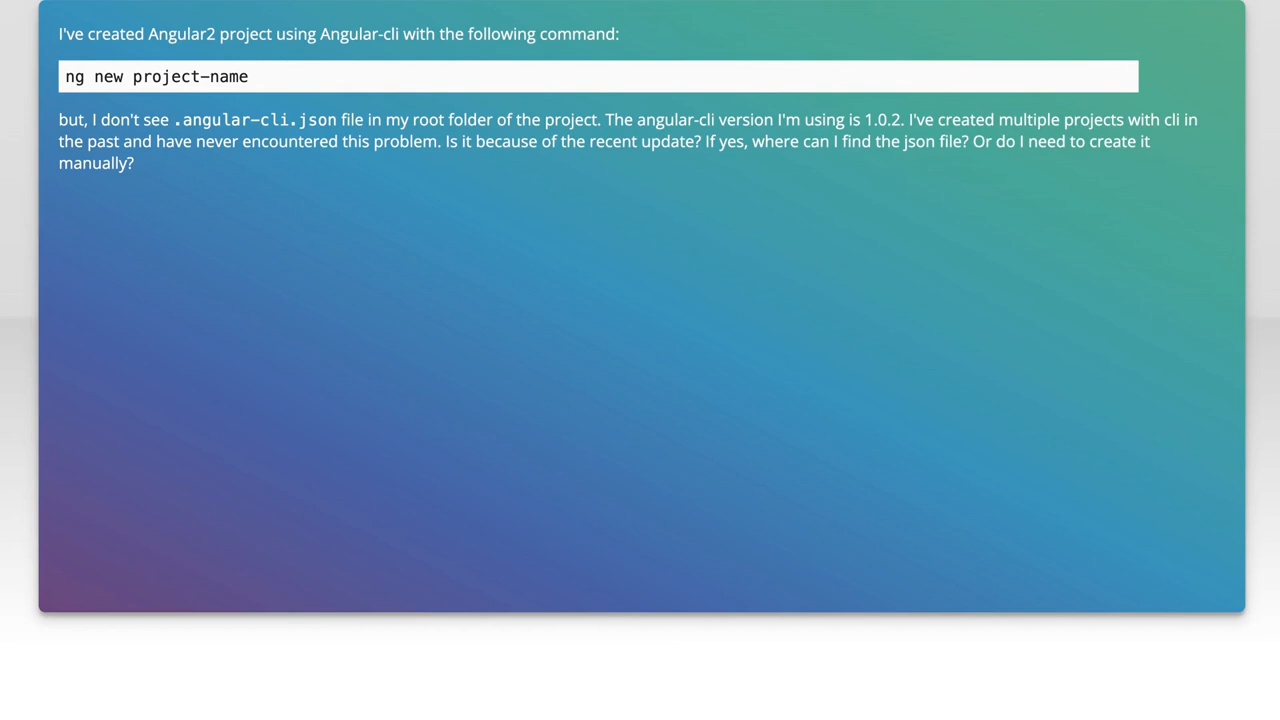 I've created Angular2 project using Angular-cli with the following command:
ng new project-name
but, I don't see .angular-cli.json file in my root folder of the project. The angular-cli version I'm using is 1.0.2. I've created multiple projects with cli in
the past and have never encountered this problem. Is it because of the recent update? If yes, where can I find the json file? Or do I need to create it
manually?